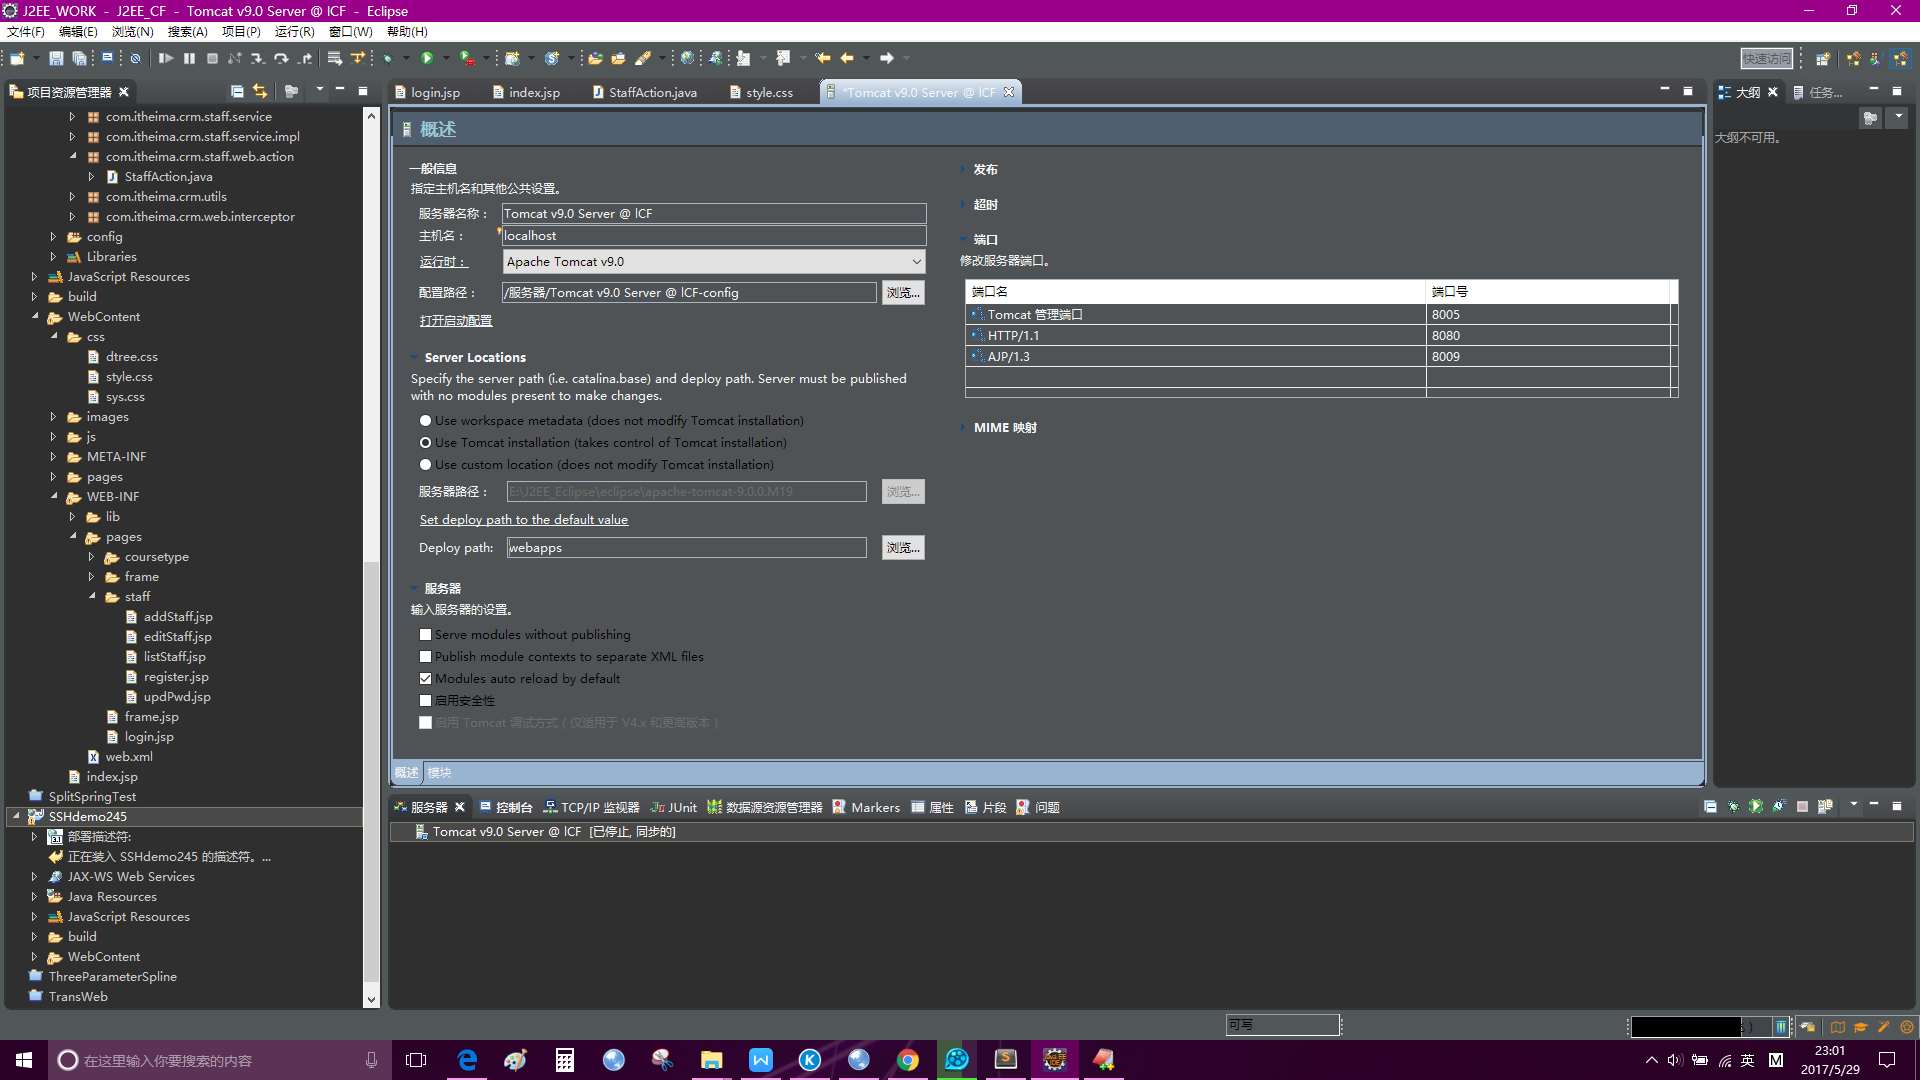 J2EE_WORK - J2EE_CF - Tomcat v9.0 Server @ lCF - Eclipse
文件(F) 编辑(E) 浏览(N) 搜索(A) 项目(P) 运行(R) 窗口(W) 帮助(H)
快速访问
项目资源管理器
com.itheima.crm.staff.service
com.itheima.crm.staff.service.impl
com.itheima.crm.staff.web.action
StaffAction.java
com.itheima.crm.utils
com.itheima.crm.web.interceptor
config
Libraries
JavaScript Resources
build
WebContent
css
dtree.css
style.css
sys.css
images
js
META-INF
pages
WEB-INF
lib
pages
coursetype
frame
staff
addStaff.jsp
editStaff.jsp
listStaff.jsp
register.jsp
updPwd.jsp
frame.jsp
login.jsp
web.xml
index.jsp
SplitSpringTest
SSHdemo245
部署描述符:
正在装入 SSHdemo245 的描述符。...
JAX-WS Web Services
Java Resources
JavaScript Resources
build
WebContent
ThreeParameterSpline
TransWeb
login.jsp index.jsp StaffAction.java style.css *Tomcat v9.0 Server @ lCF
概述
一般信息
指定主机名和其他公共设置。
服务器名称： Tomcat v9.0 Server @ lCF
主机名： localhost
运行时： Apache Tomcat v9.0
配置路径： /服务器/Tomcat v9.0 Server @ lCF-config 浏览...
打开启动配置
Server Locations
Specify the server path (i.e. catalina.base) and deploy path. Server must be published
with no modules present to make changes.
Use workspace metadata (does not modify Tomcat installation)
Use Tomcat installation (takes control of Tomcat installation)
Use custom location (does not modify Tomcat installation)
服务器路径： E:\J2EE_Eclipse\eclipse\apache-tomcat-9.0.0.M19 浏览...
Set deploy path to the default value
Deploy path: webapps 浏览...
服务器
输入服务器的设置。
Serve modules without publishing
Publish module contexts to separate XML files
Modules auto reload by default
启用安全性
启用 Tomcat 调试方式（仅适用于 V4.x 和更高版本）
发布
超时
端口
修改服务器端口。
端口名 端口号
Tomcat 管理端口 8005
HTTP/1.1 8080
AJP/1.3 8009
MIME 映射
概述 模块
大纲 任务...
大纲不可用。
服务器 控制台 TCP/IP 监视器 JUnit 数据源资源管理器 Markers 属性 片段 问题
Tomcat v9.0 Server @ lCF [已停止, 同步的]
可写
在这里输入你要搜索的内容
英
23:01
2017/5/29